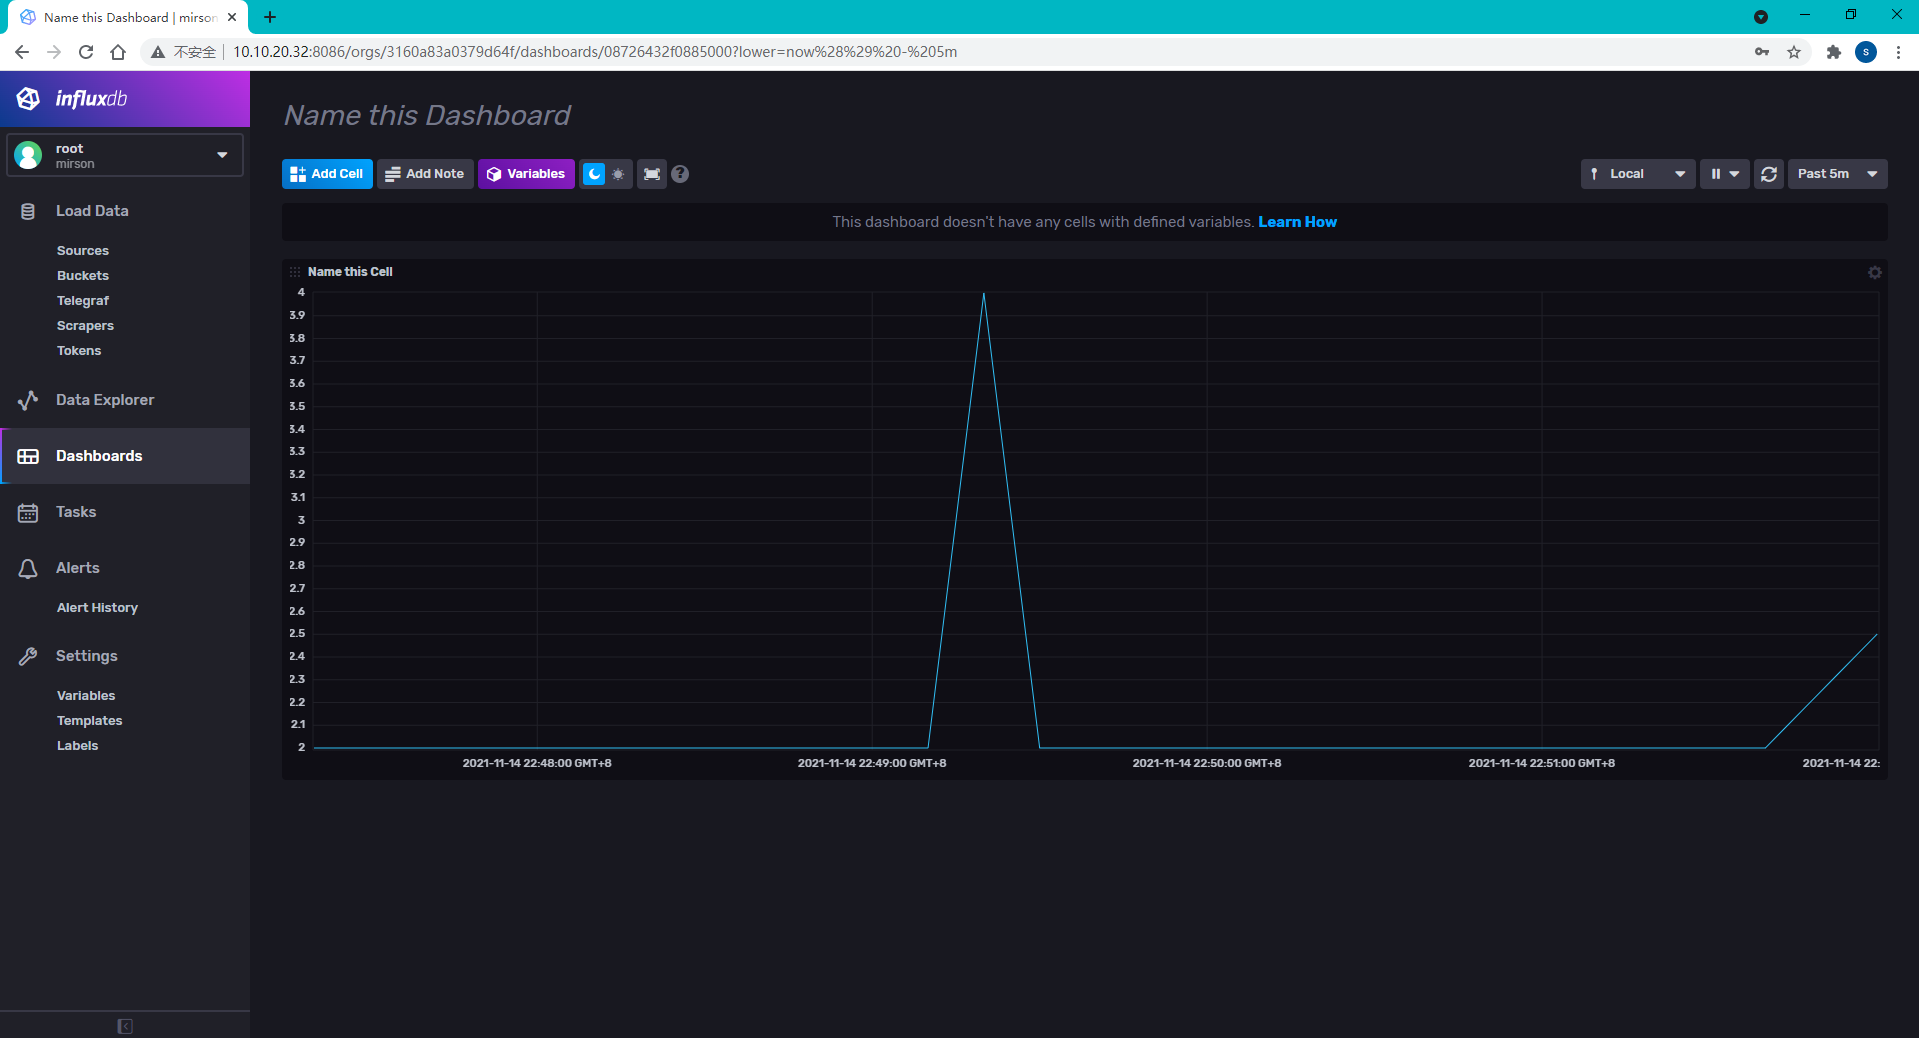 Name this Dashboard | mirson
不安全 | 10.10.20.32:8086/orgs/3160a83a0379d64f/dashboards/08726432f0885000?lower=now%28%29%20-%205m
S
influxdb
root
mirson
Load Data
Sources
Buckets
Telegraf
Scrapers
Tokens
Data Explorer
Dashboards
Tasks
Alerts
Alert History
Settings
Variables
Templates
Labels
Name this Dashboard
Add Cell
Add Note
Variables
?
Local
Past 5m
This dashboard doesn't have any cells with defined variables. Learn How
Name this Cell
4
3.9
3.8
3.7
3.6
3.5
3.4
3.3
3.2
3.1
3
2.9
2.8
2.7
2.6
2.5
2.4
2.3
2.2
2.1
2
2021-11-14 22:48:00 GMT+8
2021-11-14 22:49:00 GMT+8
2021-11-14 22:50:00 GMT+8
2021-11-14 22:51:00 GMT+8
2021-11-14 22: